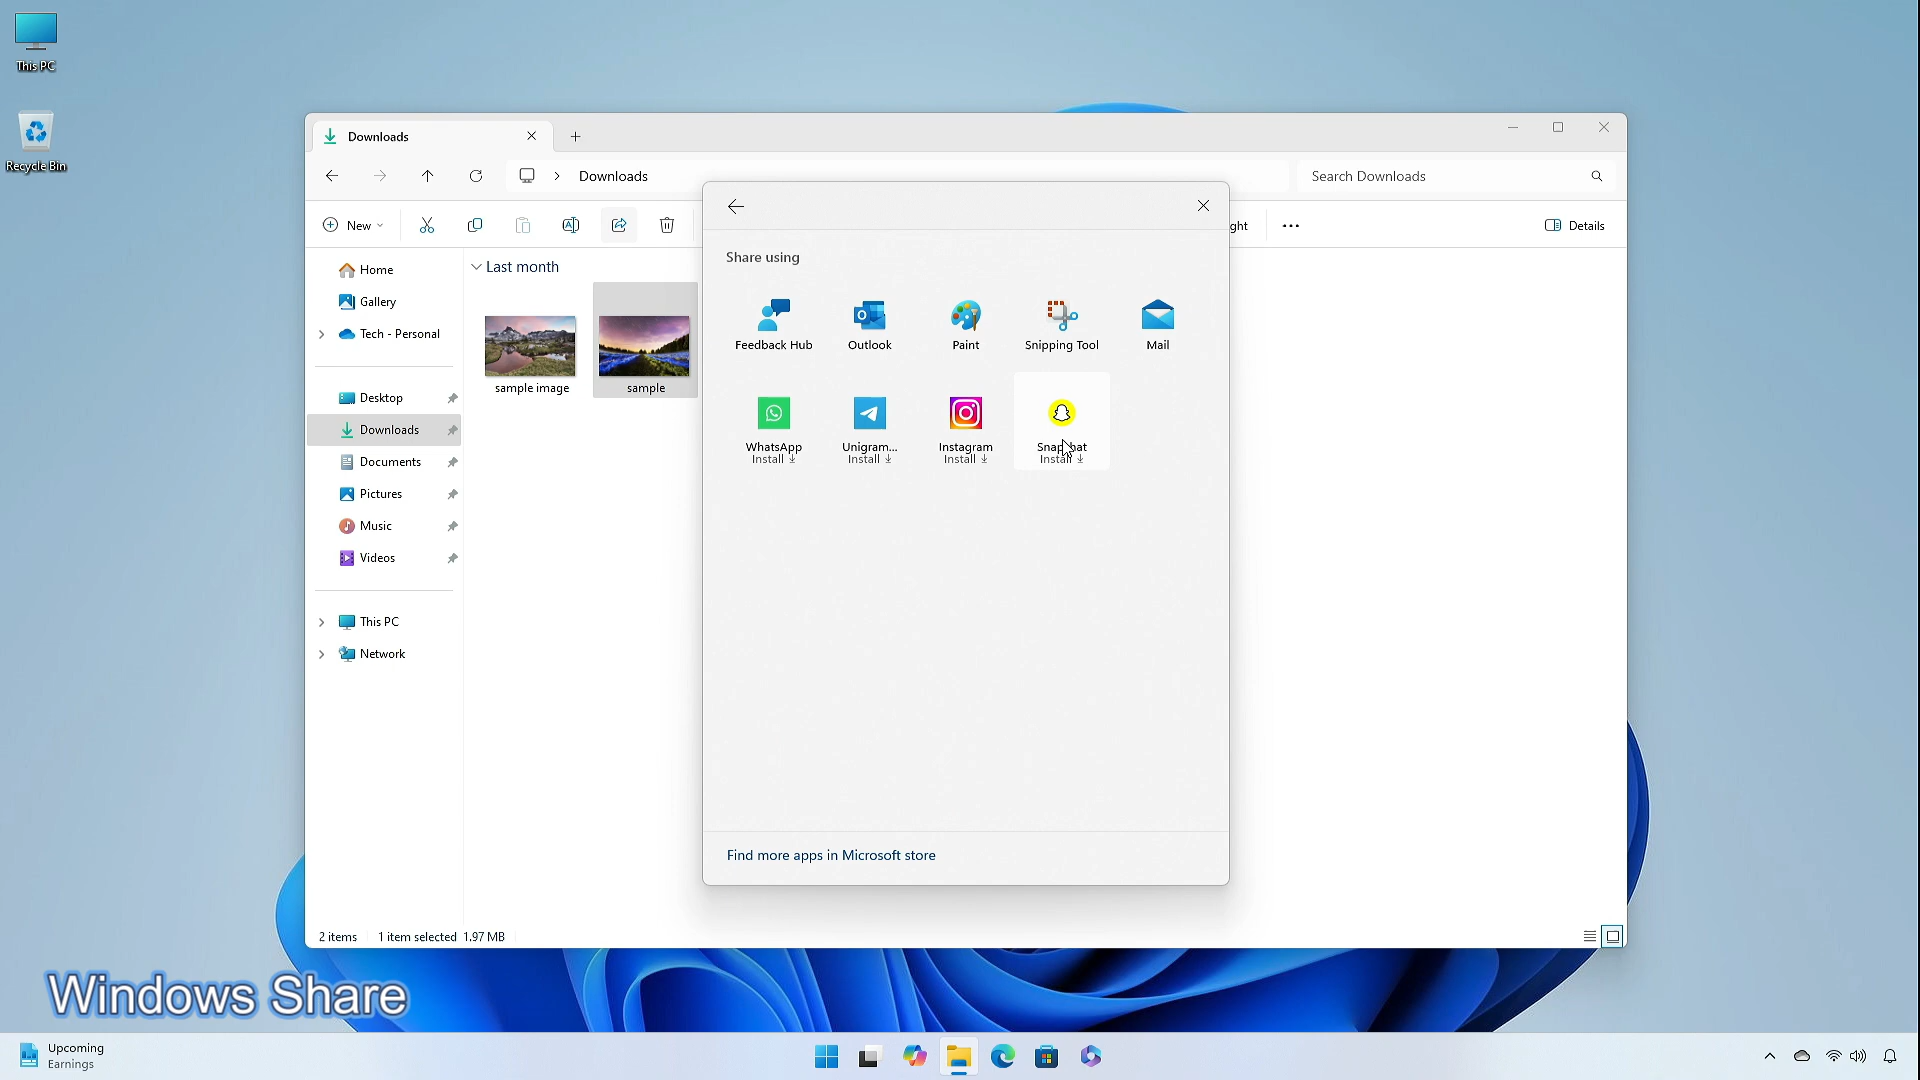 This PC
Recycle Bin
Downloads
Downloads
Search Downloads
New
ght
Details
Home
Gallery
Tech - Personal
Desktop
Downloads
Documents
Pictures
Music
Videos
This PC
Network
Last month
sample image
sample
Share using
Feedback Hub
Outlook
Paint
Snipping Tool
Mail
WhatsApp
Install
Unigram...
Install
Instagram
Install
Snapchat
Install
Find more apps in Microsoft store
2 items
1 item selected 1.97 MB
Windows Share
Upcoming
Earnings